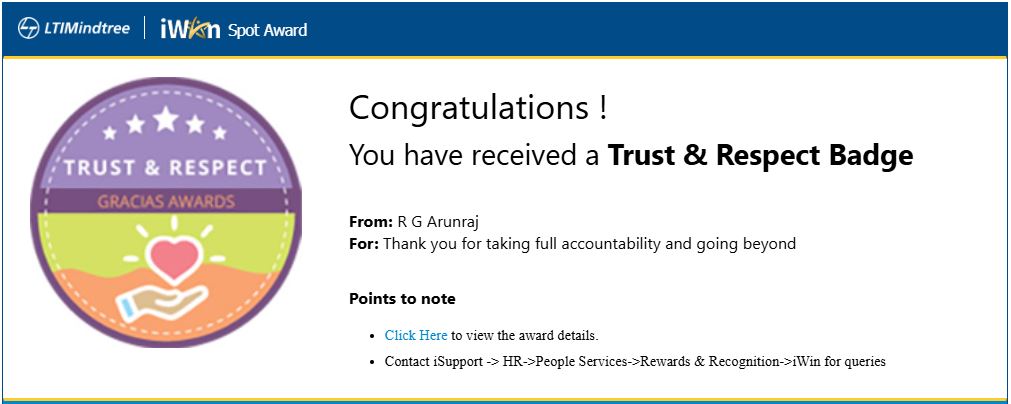 LTIMindtree iWin Spot Award
TRUST & RESPECT
GRACIAS AWARDS
Congratulations !
You have received a Trust & Respect Badge
From: R G Arunraj
For: Thank you for taking full accountability and going beyond
Points to note
• Click Here to view the award details.
• Contact iSupport -> HR->People Services->Rewards & Recognition->iWin for queries